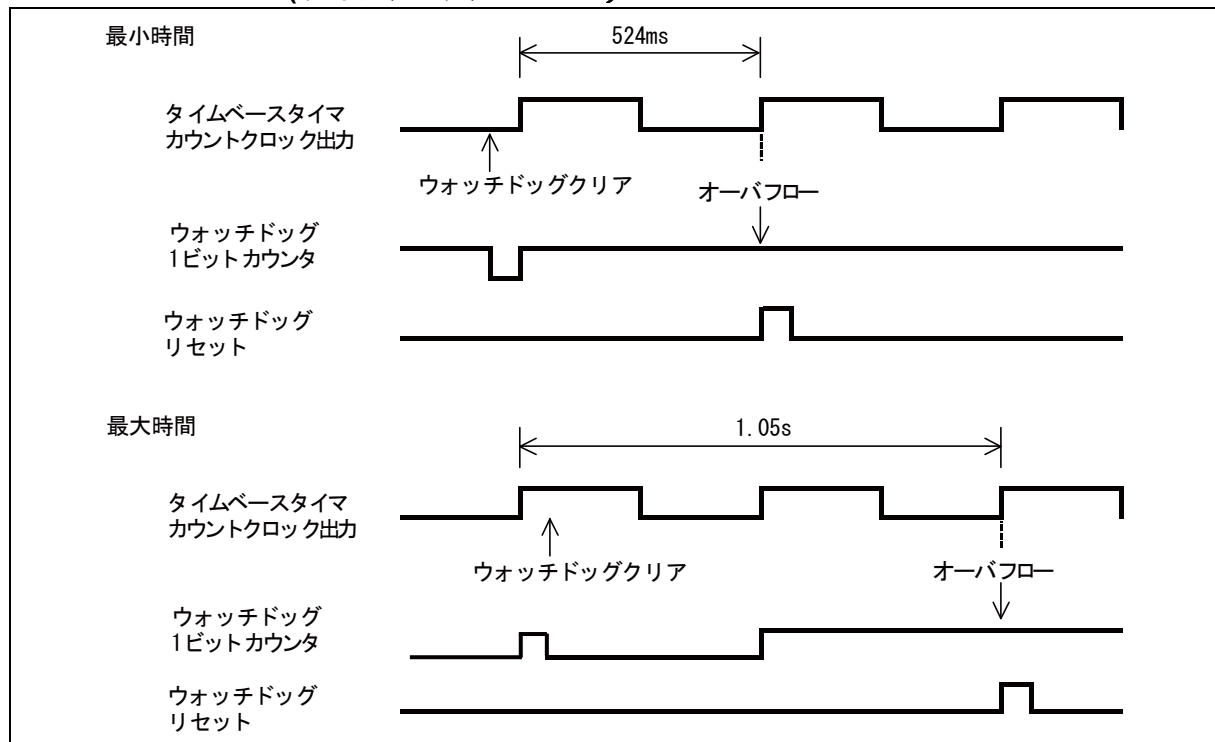 最小時間
524ms
タイムベースタイマ
カウントクロック出力
ウォッチドッグクリア
オーバフロー
ウォッチドッグ
1ビットカウンタ
ウォッチドッグ
リセット
最大時間
1.05s
タイムベースタイマ
カウントクロック出力
ウォッチドッグクリア
オーバフロー
ウォッチドッグ
1ビットカウンタ
ウォッチドッグ
リセット